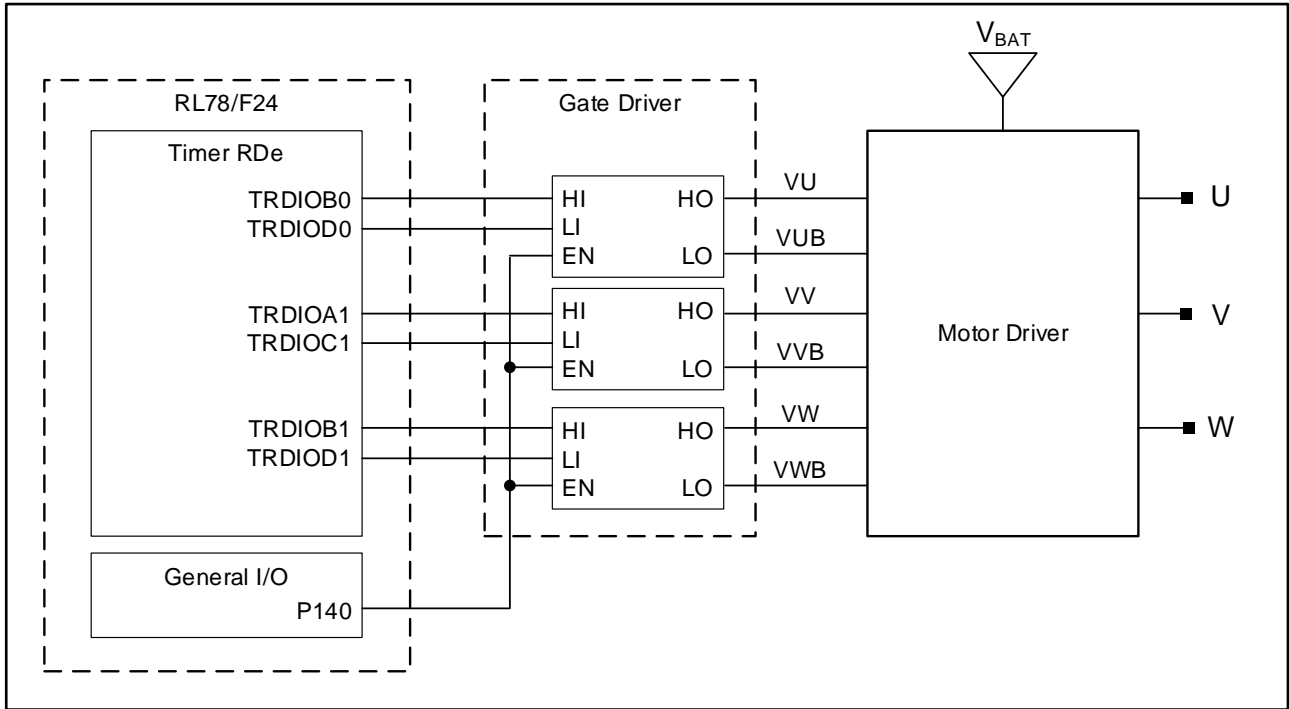 V_BAT
RL78/F24
Gate Driver
Timer RDe
TRDIOB0
TRDIOD0
TRDIOA1
TRDIOC1
TRDIOB1
TRDIOD1
General I/O
P140
HI HO
LI
EN LO
HI HO
LI
EN LO
HI HO
LI
EN LO
VU
VUB
VV
VVB
VW
VWB
Motor Driver
U
V
W